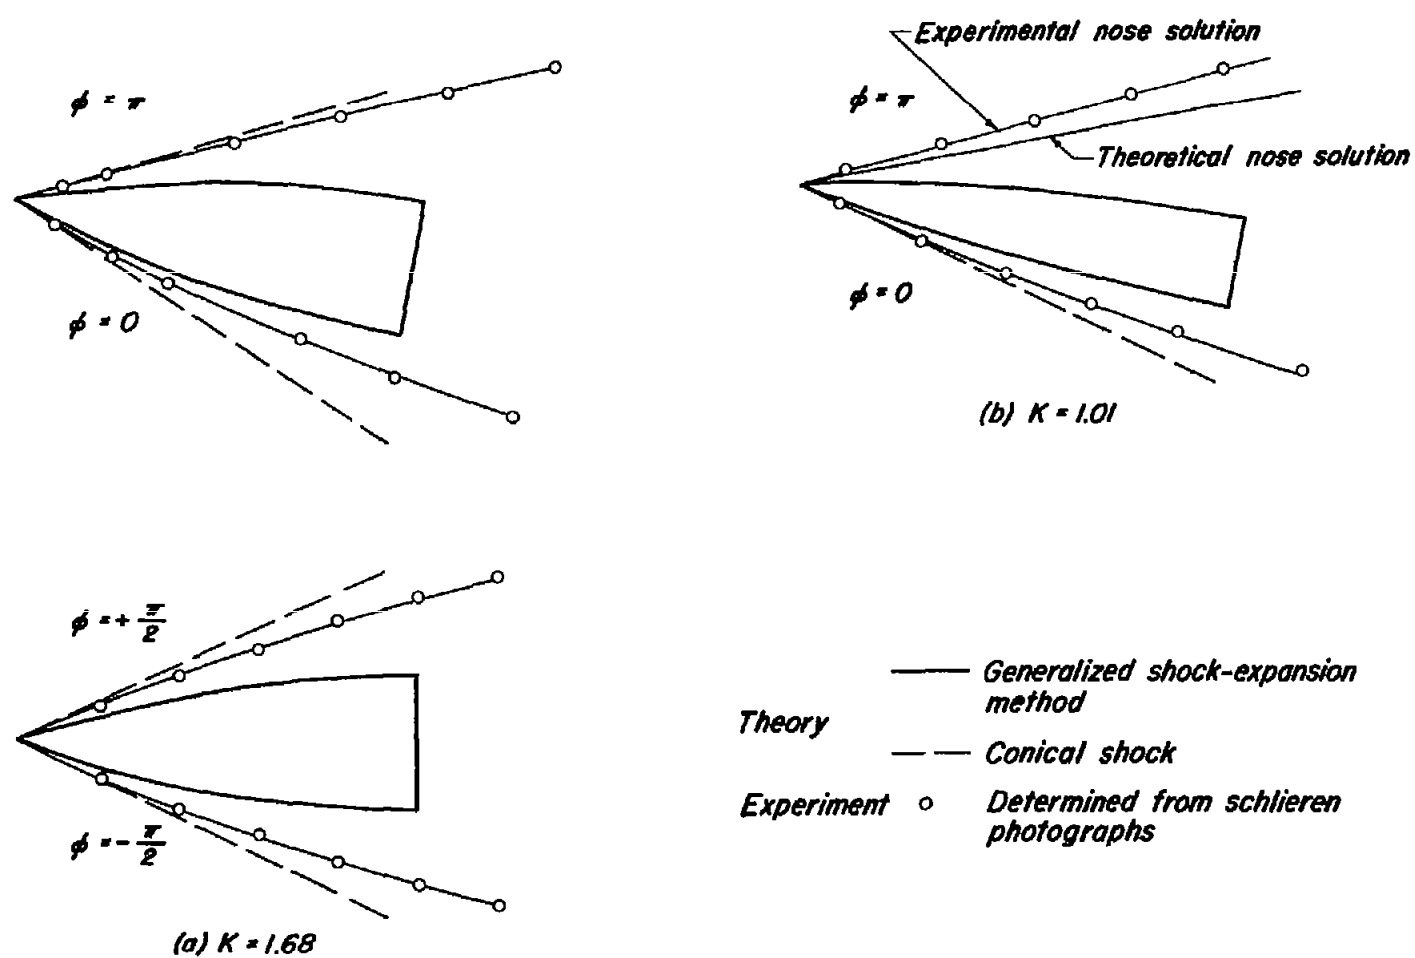 ϕ = π
ϕ = 0
Experimental nose solution
ϕ = π
Theoretical nose solution
ϕ = 0
(b) K = 1.01
ϕ = + π/2
ϕ = - π/2
(a) K = 1.68
Theory
Generalized shock-expansion
method
Conical shock
Experiment
Determined from schlieren
photographs